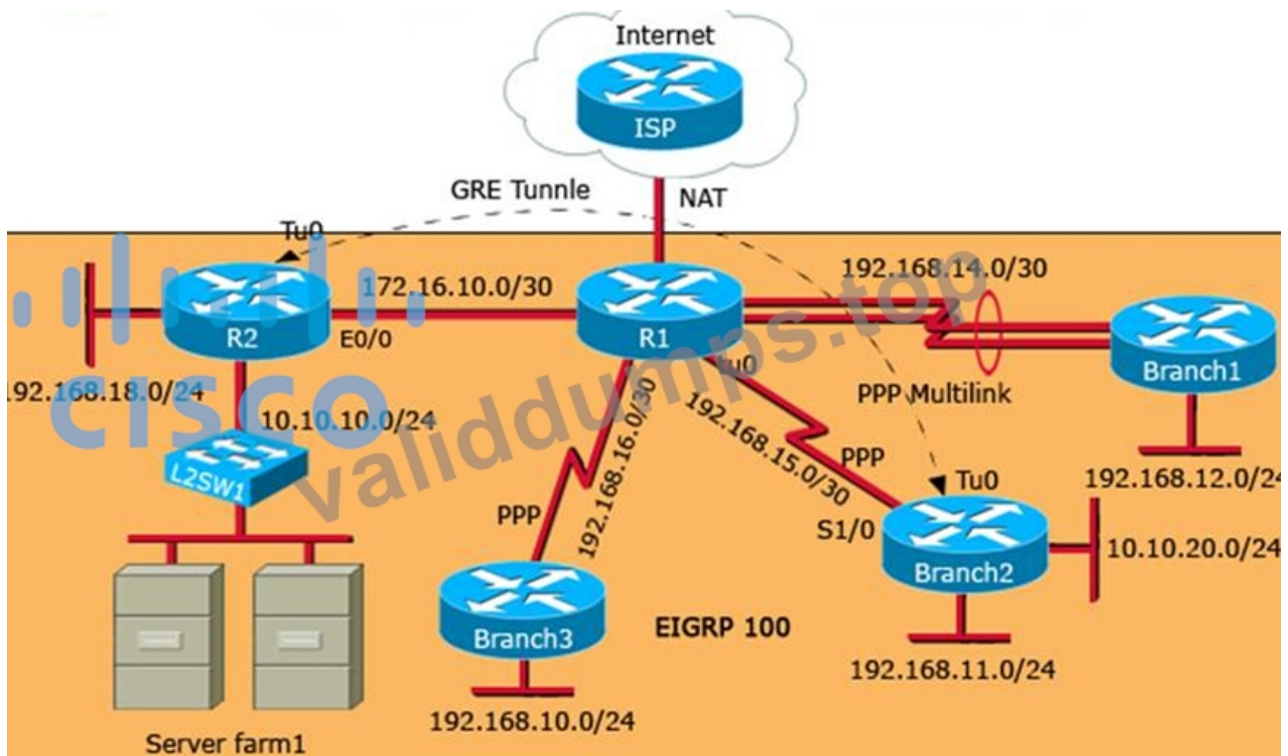 Internet
ISP
GRE Tunnle
NAT
Tu0
172.16.10.0/30
192.168.14.0/30
R2
E0/0
R1
tu0
Branch1
192.168.18.0/24
CISCO
10.10.10.0/24
L2SW1
PPP
192.168.16.0/30
192.168.15.0/30
PPP
PPP Multilink
192.168.12.0/24
Tu0
S1/0
Branch2
10.10.20.0/24
Branch3
EIGRP 100
192.168.11.0/24
192.168.10.0/24
Server farm1
validdumps.top